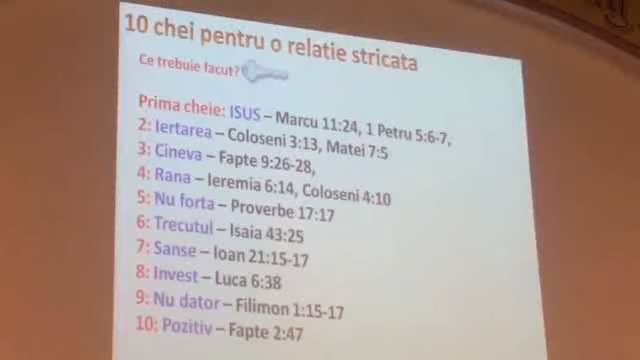 10 chei pentru o relatie stricata
Ce trebuie facut?
Prima cheie: ISUS – Marcu 11:24, 1 Petru 5:6-7,
2: Iertarea – Coloseni 3:13, Matei 7:5
3: Cineva – Fapte 9:26-28,
4: Rana – Ieremia 6:14, Coloseni 4:10
5: Nu forta – Proverbe 17:17
6: Trecutul – Isaia 43:25
7: Sanse – Ioan 21:15-17
8: Invest – Luca 6:38
9: Nu dator – Filimon 1:15-17
10: Pozitiv – Fapte 2:47